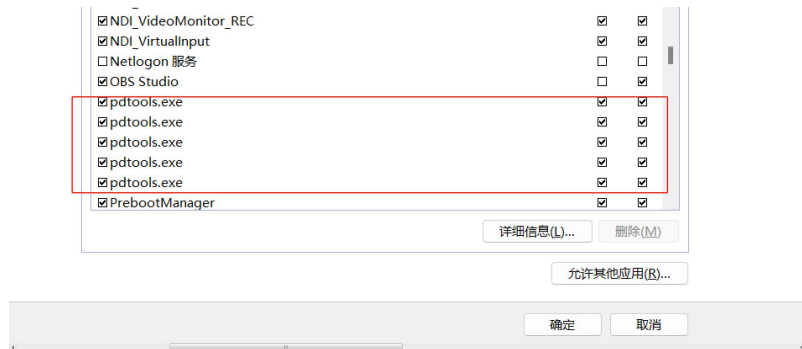 NDI_VideoMonitor_REC
NDI_VirtualInput
Netlogon 服务
OBS Studio
pdtools.exe
pdtools.exe
pdtools.exe
pdtools.exe
pdtools.exe
PrebootManager
详细信息(L)... 删除(M)
允许其他应用(R)...
确定 取消